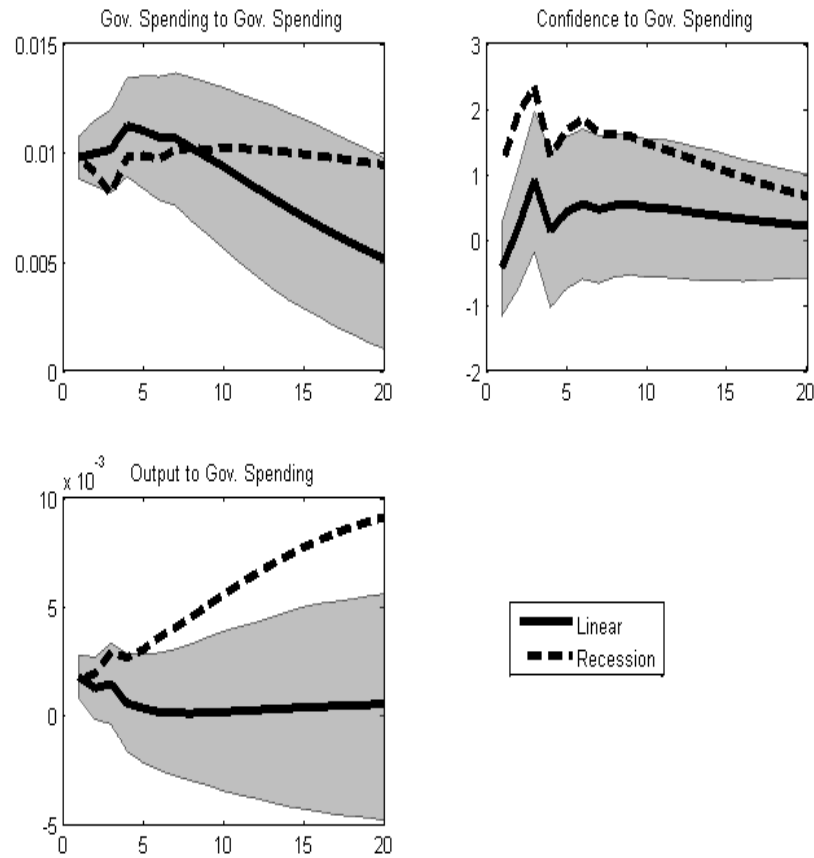 Gov. Spending to Gov. Spending
0.015
0.01
0.005
0
0 5 10 15 20
Confidence to Gov. Spending
3
2
1
0
-1
-2
0 5 10 15 20
x 10^-3
Output to Gov. Spending
10
5
0
-5
0 5 10 15 20
Linear
Recession